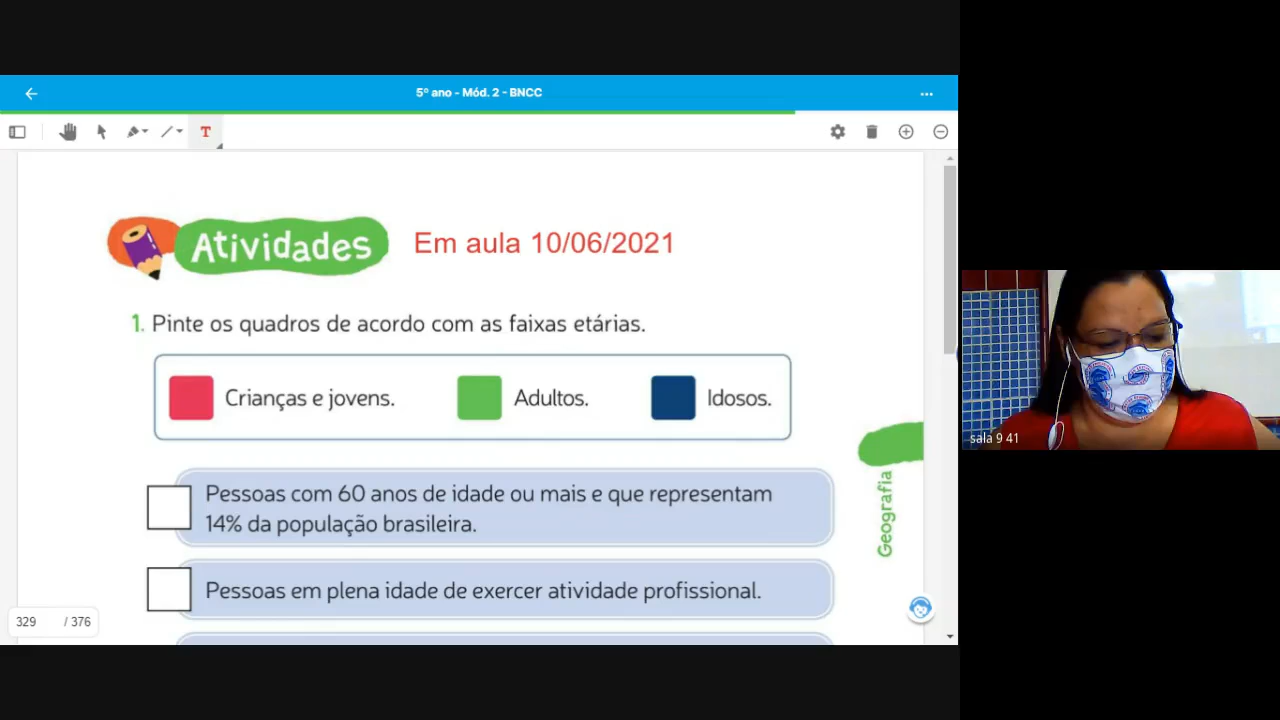 5º ano - Mód. 2 - BNCC
T
Atividades
Em aula 10/06/2021
1. Pinte os quadros de acordo com as faixas etárias.
Crianças e jovens.
Adultos.
Idosos.
Pessoas com 60 anos de idade ou mais e que representam
14% da população brasileira.
Pessoas em plena idade de exercer atividade profissional.
Geografia
329 / 376
sala 9 41